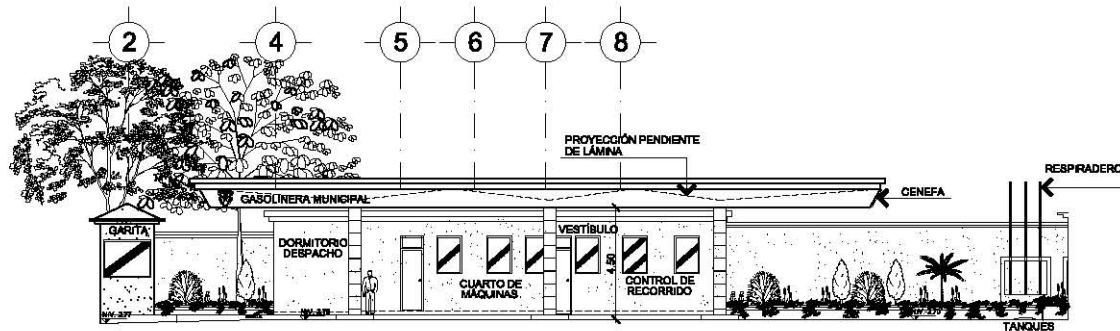 2
4
5
6
7
8
PROYECCIÓN PENDIENTE
DE LÁMINA
RESPIRADERO
GASOLINERA MUNICIPAL
CENEFA
GARITA
VESTÍBULO
DORMITORIO
DESPACHO
4.50
CUARTO DE
MÁQUINAS
CONTROL DE
RECORRIDO
TANQUES